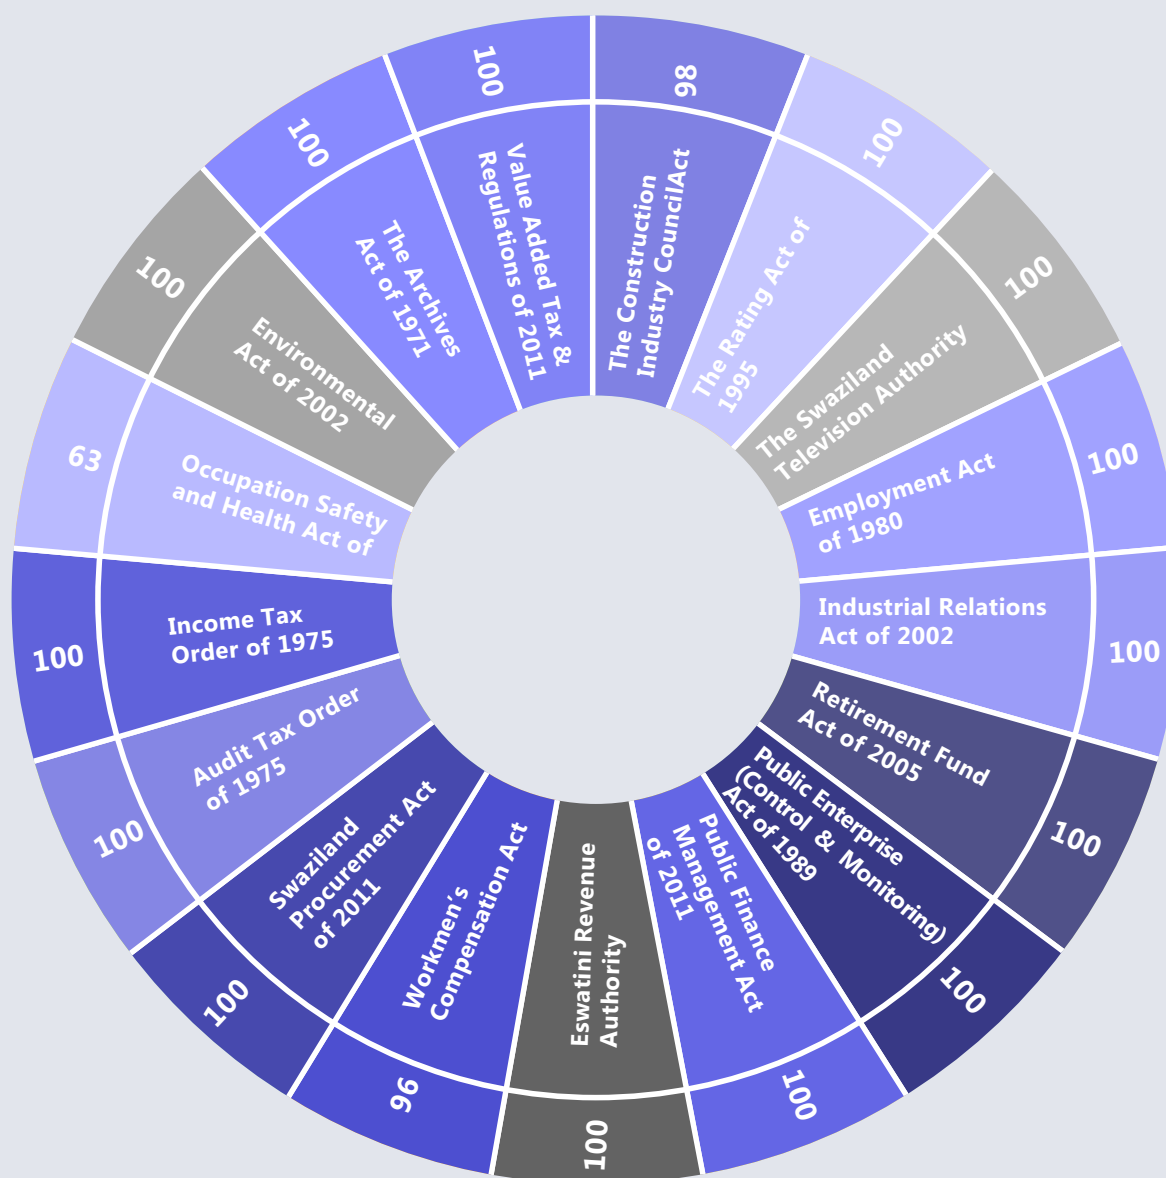 98
The Construction
Industry CouncilAct
100
The Rating Act of
1995
100
The Swaziland
Television Authority
100
Employment Act
of 1980
100
Industrial Relations
Act of 2002
100
Retirement Fund
Act of 2005
100
Public Enterprise
(Control & Monitoring)
Act of 1989
100
Public Finance
Management Act
of 2011
100
Eswatini Revenue
Authority
96
Workmen’s
Compensation Act
100
Swaziland
Procurement Act
of 2011
100
Audit Tax Order
of 1975
100
Income Tax
Order of 1975
63
Occupation Safety
and Health Act of
100
Environmental
Act of 2002
100
The Archives
Act of 1971
100
Value Added Tax &
Regulations of 2011